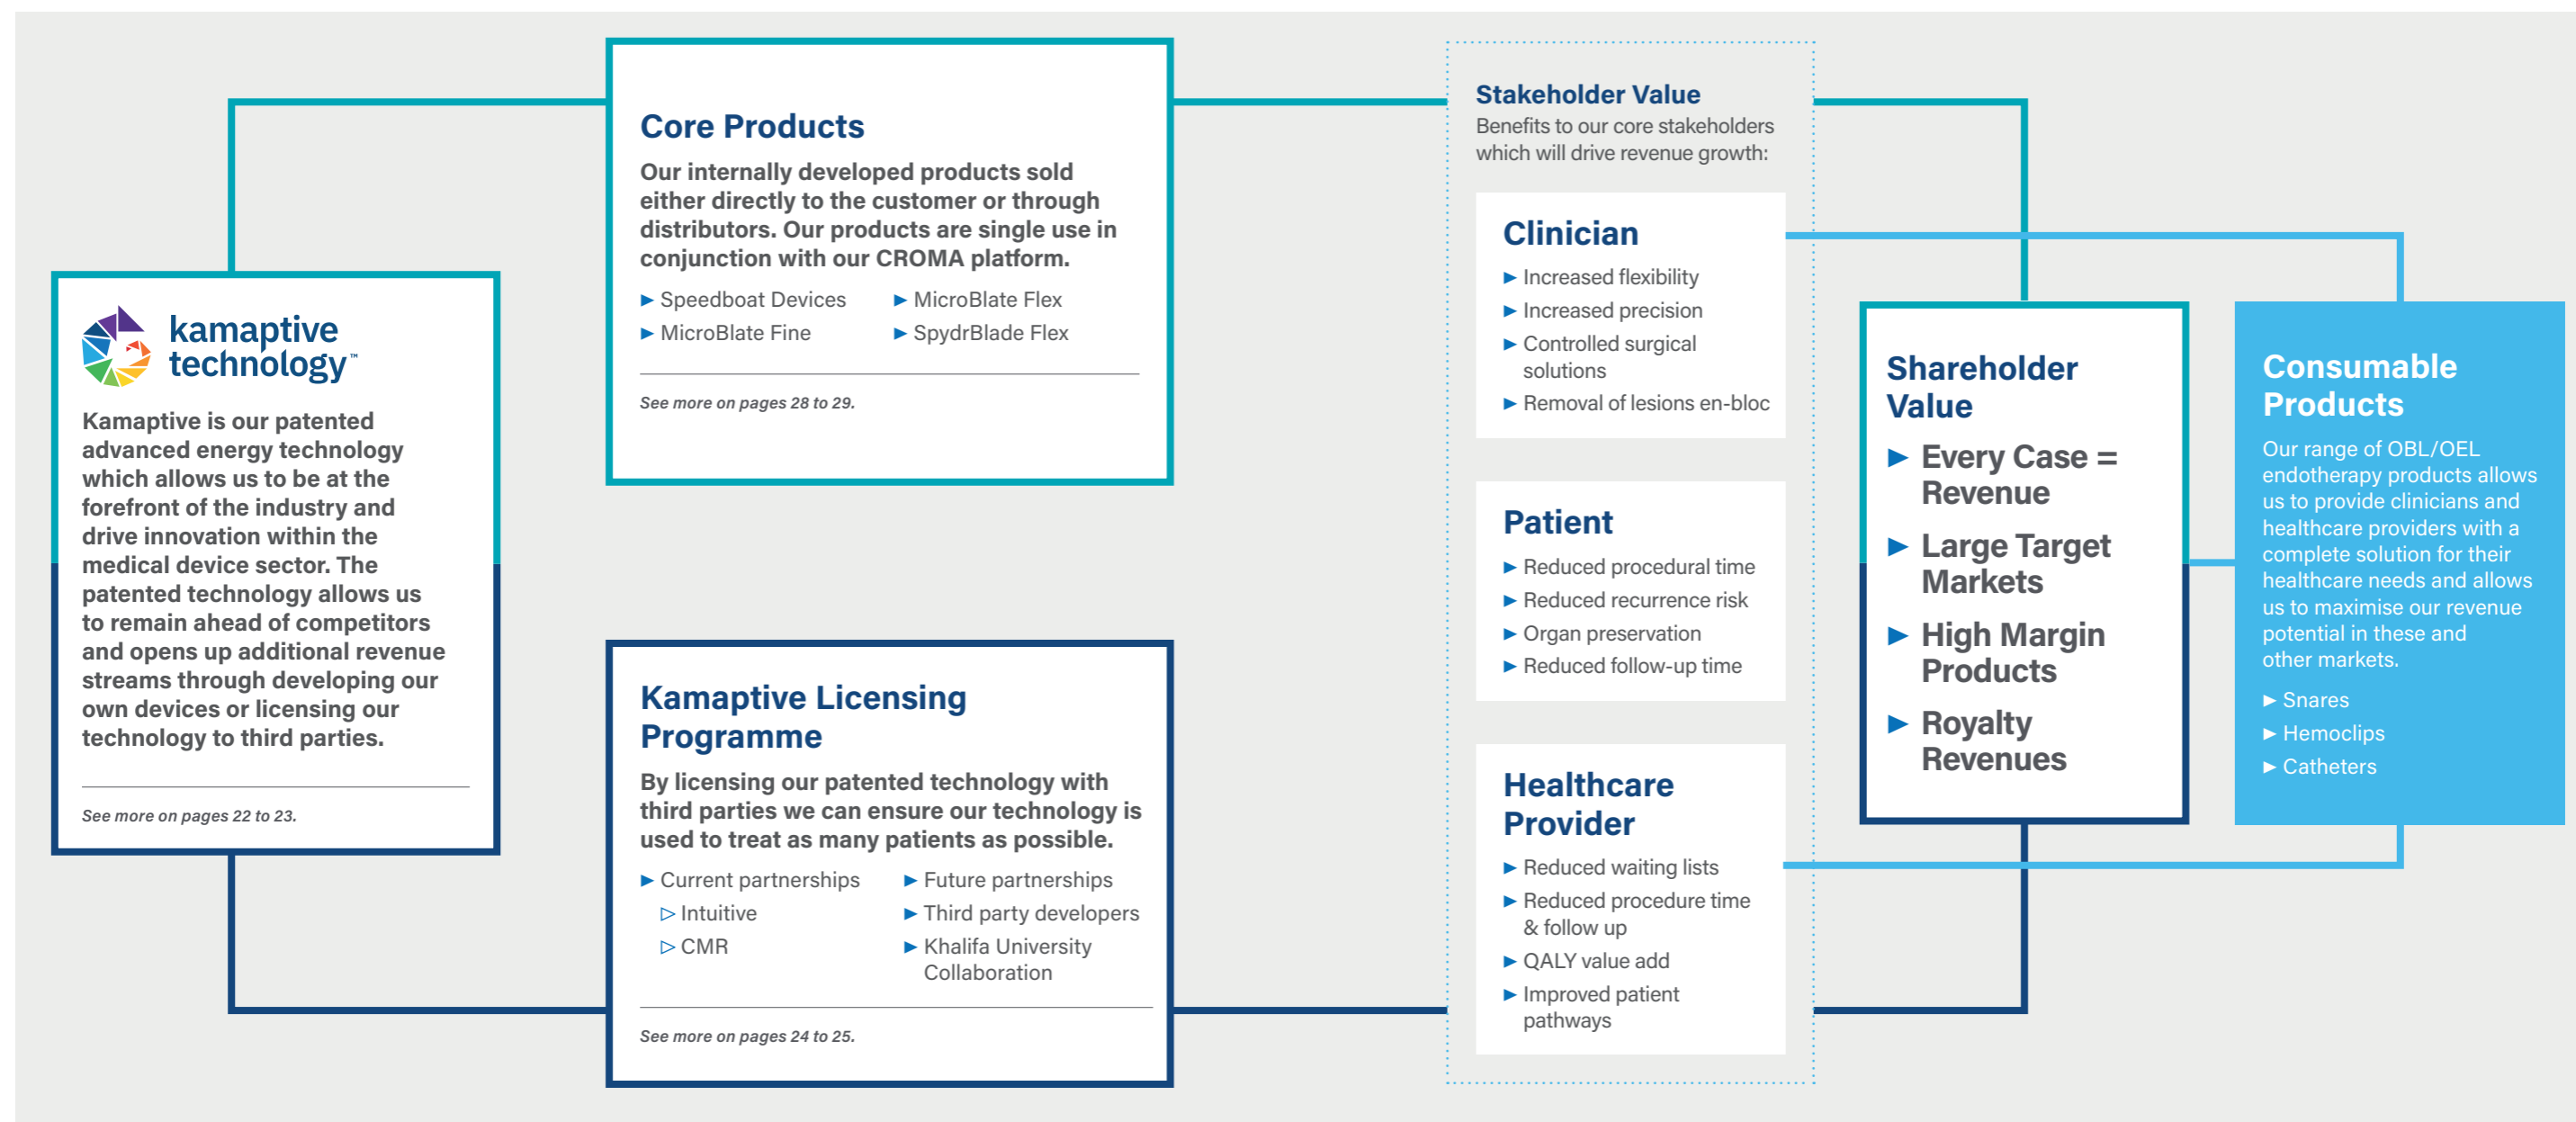 kamaptive
technology™
Kamaptive is our patented
advanced energy technology
which allows us to be at the
forefront of the industry and
drive innovation within the
medical device sector. The
patented technology allows us
to remain ahead of competitors
and opens up additional revenue
streams through developing our
own devices or licensing our
technology to third parties.
See more on pages 22 to 23.
Core Products
Our internally developed products sold
either directly to the customer or through
distributors. Our products are single use in
conjunction with our CROMA platform.
► Speedboat Devices
► MicroBlate Fine
► MicroBlate Flex
► SpydrBlade Flex
See more on pages 28 to 29.
Kamaptive Licensing
Programme
By licensing our patented technology with
third parties we can ensure our technology is
used to treat as many patients as possible.
► Current partnerships
▷ Intuitive
▷ CMR
► Future partnerships
► Third party developers
► Khalifa University
Collaboration
See more on pages 24 to 25.
Stakeholder Value
Benefits to our core stakeholders
which will drive revenue growth:
Clinician
► Increased flexibility
► Increased precision
► Controlled surgical
solutions
► Removal of lesions en-bloc
Patient
► Reduced procedural time
► Reduced recurrence risk
► Organ preservation
► Reduced follow-up time
Healthcare
Provider
► Reduced waiting lists
► Reduced procedure time
& follow up
► QALY value add
► Improved patient
pathways
Shareholder
Value
► Every Case =
Revenue
► Large Target
Markets
► High Margin
Products
► Royalty
Revenues
Consumable
Products
Our range of OBL/OEL
endotherapy products allows
us to provide clinicians and
healthcare providers with a
complete solution for their
healthcare needs and allows
us to maximise our revenue
potential in these and
other markets.
► Snares
► Hemoclips
► Catheters